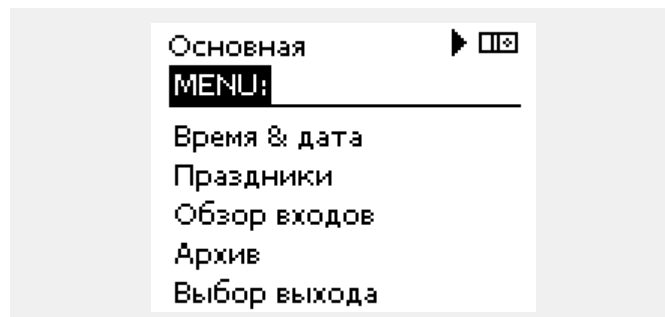 Основная
MENU:
Время & дата
Праздники
Обзор входов
Архив
Выбор выхода